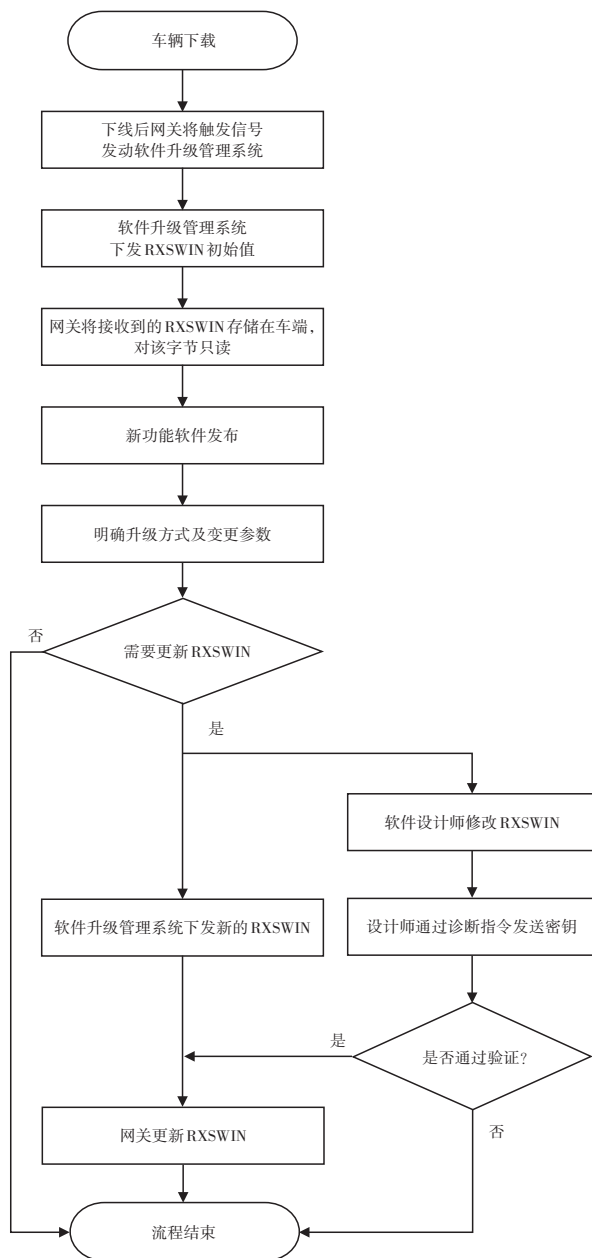 车辆下载
下线后网关将触发信号
发动软件升级管理系统
软件升级管理系统
下发RXSWIN初始值
网关将接收到的RXSWIN存储在车端，
对该字节只读
新功能软件发布
明确升级方式及变更参数
否
需要更新RXSWIN
是
软件设计师修改RXSWIN
软件升级管理系统下发新的RXSWIN
设计师通过诊断指令发送密钥
是
是否通过验证？
网关更新RXSWIN
否
流程结束